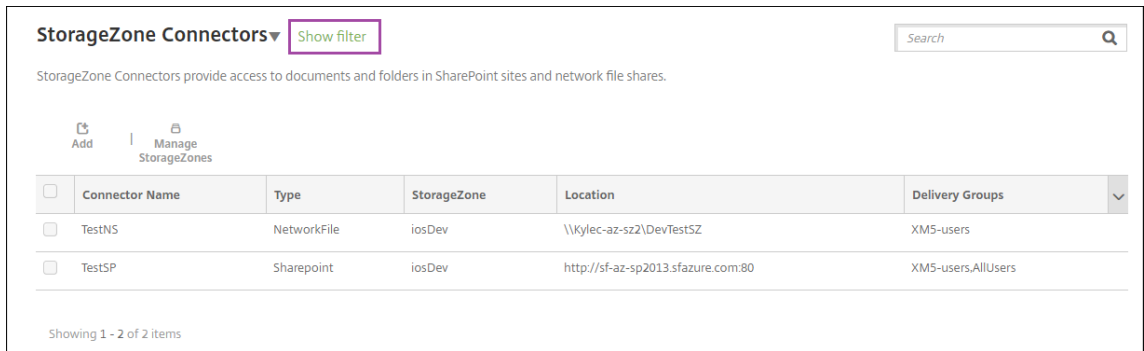 StorageZone Connectors Show filter
Search
StorageZone Connectors provide access to documents and folders in SharePoint sites and network file shares.
Add | Manage StorageZones
Connector Name Type StorageZone Location Delivery Groups
TestNS NetworkFile iosDev \\Kylec-az-sz2\DevTestSZ XM5-users
TestSP Sharepoint iosDev http://sf-az-sp2013.sfazure.com:80 XM5-users,AllUsers
Showing 1 - 2 of 2 items